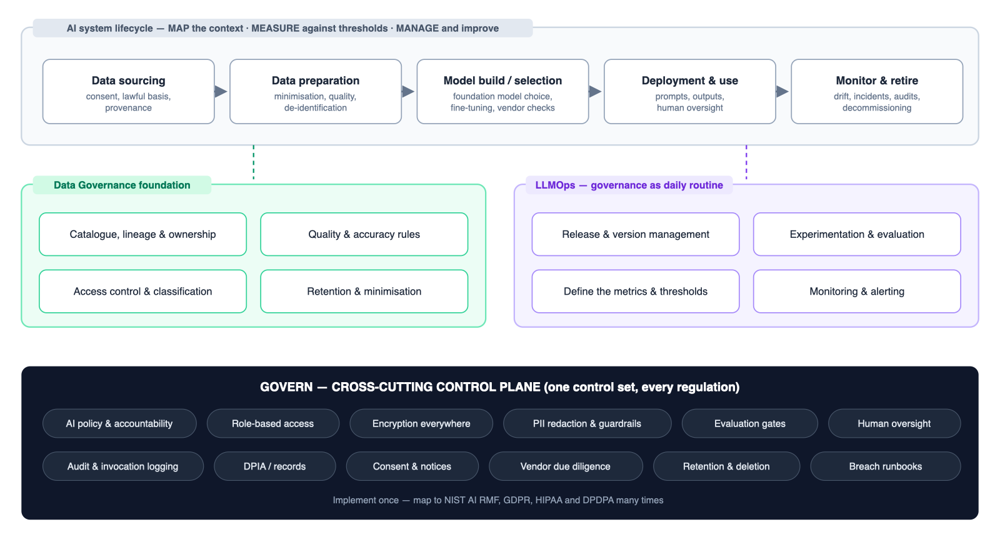 AI system lifecycle — MAP the context · MEASURE against thresholds · MANAGE and improve
Data sourcing
consent, lawful basis,
provenance
Data preparation
minimisation, quality,
de-identification
Model build / selection
foundation model choice,
fine-tuning, vendor checks
Deployment & use
prompts, outputs,
human oversight
Monitor & retire
drift, incidents, audits,
decommissioning
Data Governance foundation
Catalogue, lineage & ownership
Quality & accuracy rules
Access control & classification
Retention & minimisation
LLMOps — governance as daily routine
Release & version management
Experimentation & evaluation
Define the metrics & thresholds
Monitoring & alerting
GOVERN — CROSS-CUTTING CONTROL PLANE (one control set, every regulation)
AI policy & accountability
Role-based access
Encryption everywhere
PII redaction & guardrails
Evaluation gates
Human oversight
Audit & invocation logging
DPIA / records
Consent & notices
Vendor due diligence
Retention & deletion
Breach runbooks
Implement once — map to NIST AI RMF, GDPR, HIPAA and DPDPA many times